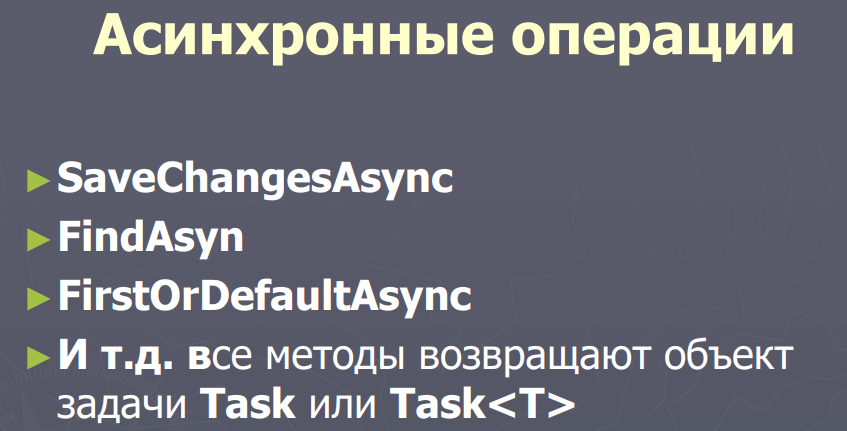 Асинхронные операции
►SaveChangesAsync
►FindAsyn
►FirstOrDefaultAsync
►И т.д. все методы возвращают объект
задачи Task или Task<T>